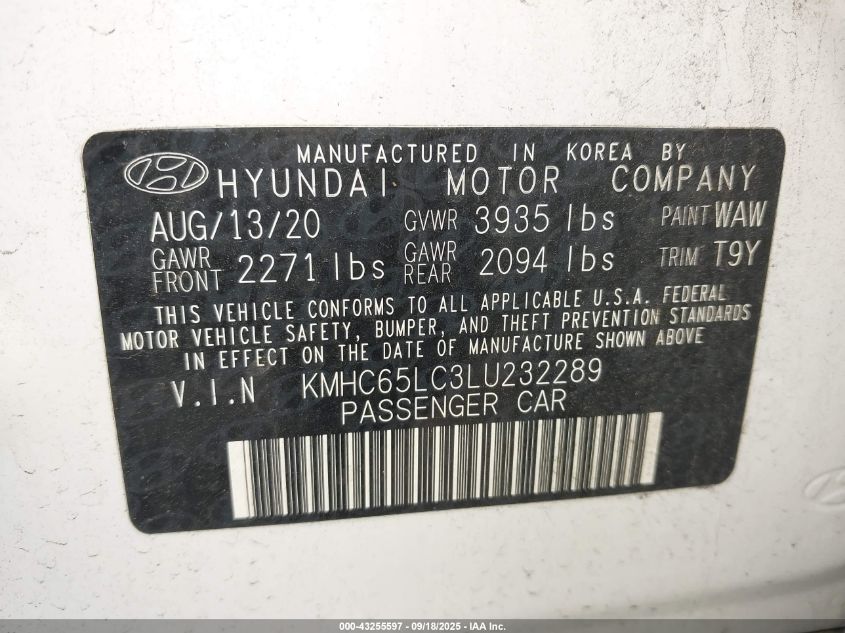 MANUFACTURED IN KOREA BY
HYUNDAI MOTOR COMPANY
AUG/13/20 GVWR 3935 lbs PAINT WAW
GAWR FRONT 2271 lbs GAWR REAR 2094 lbs TRIM T9Y
THIS VEHICLE CONFORMS TO ALL APPLICABLE U.S.A. FEDERAL
MOTOR VEHICLE SAFETY, BUMPER, AND THEFT PREVENTION STANDARDS
IN EFFECT ON THE DATE OF MANUFACTURE SHOWN ABOVE
V.I.N KMHC65LC3LU232289
PASSENGER CAR
000-43255597 - 09/18/2025 - IAA Inc.